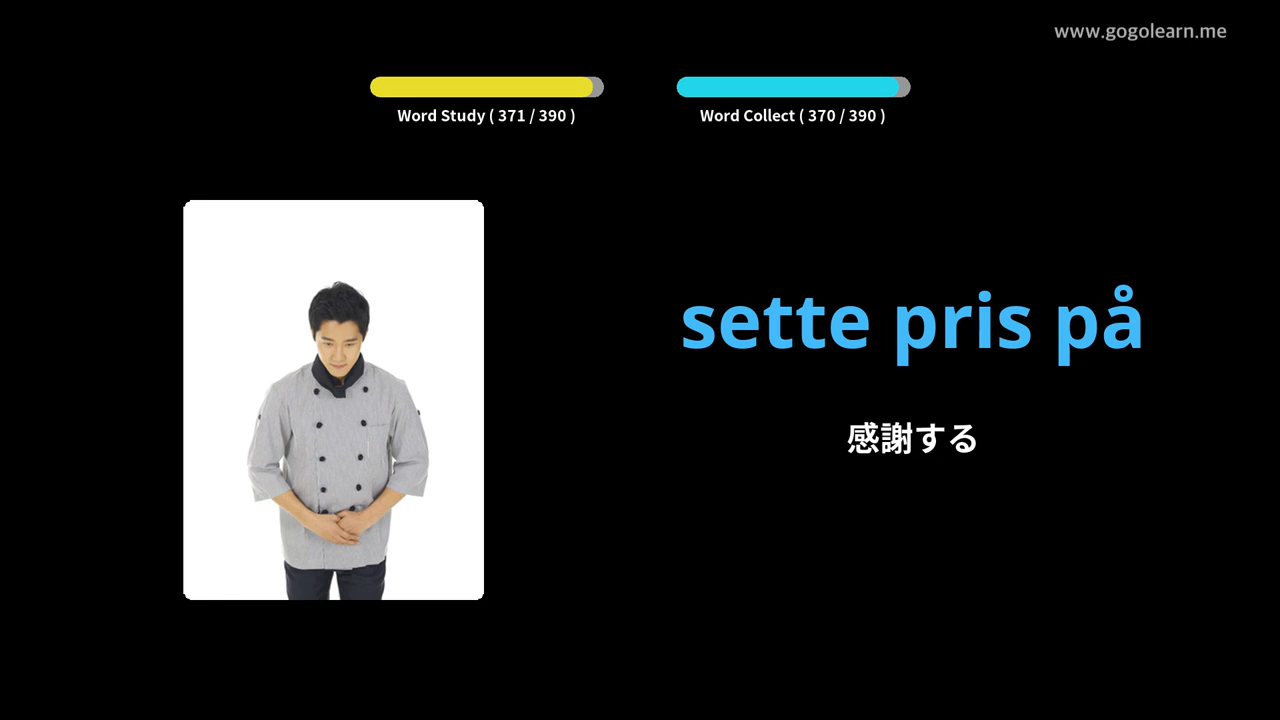 www.gogolearn.me
Word Study ( 371 / 390 )
Word Collect ( 370 / 390 )
sette pris på
感謝する